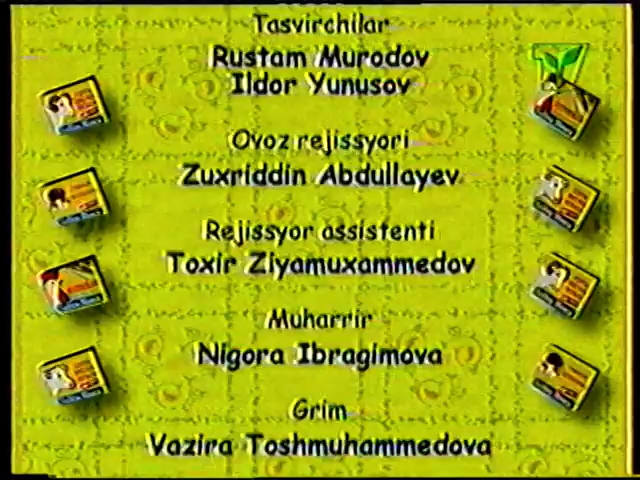 Tasvirchilar
Rustam Murodov
Ildor Yunusov
Ovoz rejissyori
Zuxriddin Abdullayev
Rejissyor assistenti
Toxir Ziyamuxammedov
Muharrir
Nigora Ibragimova
Grim
Vazira Toshmuhammedova